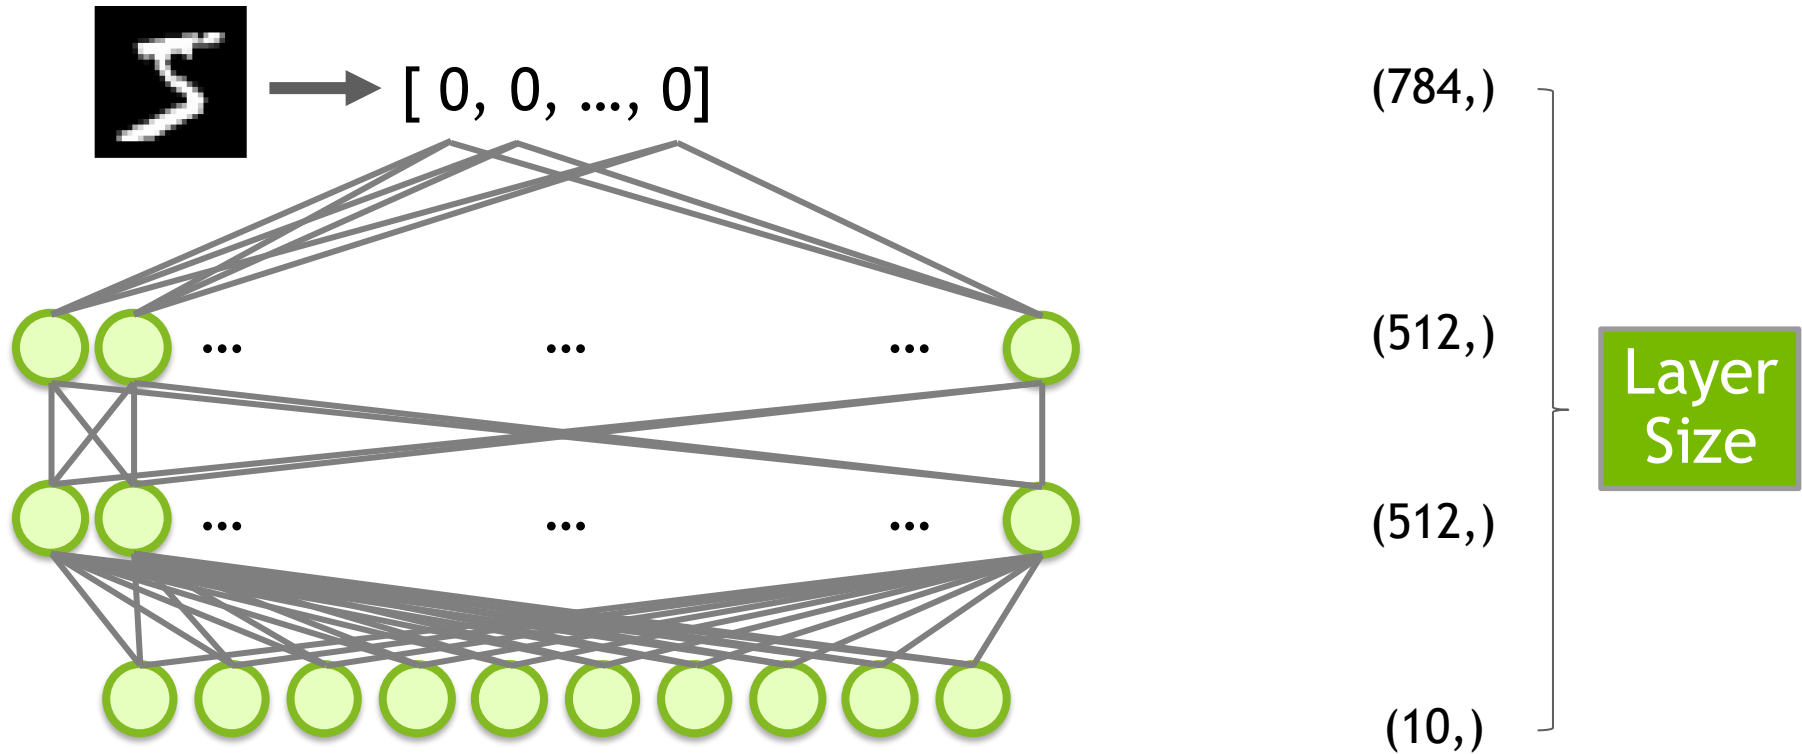 [ 0, 0, ..., 0]
(784,)
... ... ...
(512,)
Layer
Size
... ... ...
(512,)
(10,)